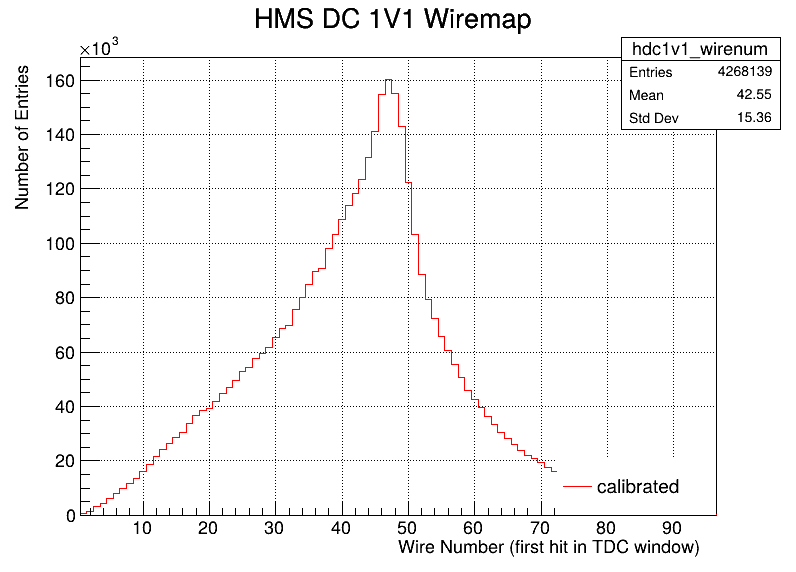 HMS DC 1V1 Wiremap
×10³
hdc1v1_wirenum
Entries 4268139
Mean 42.55
Std Dev 15.36
Number of Entries
160
140
120
100
80
60
40
20
0
calibrated
10 20 30 40 50 60 70 80 90
Wire Number (first hit in TDC window)